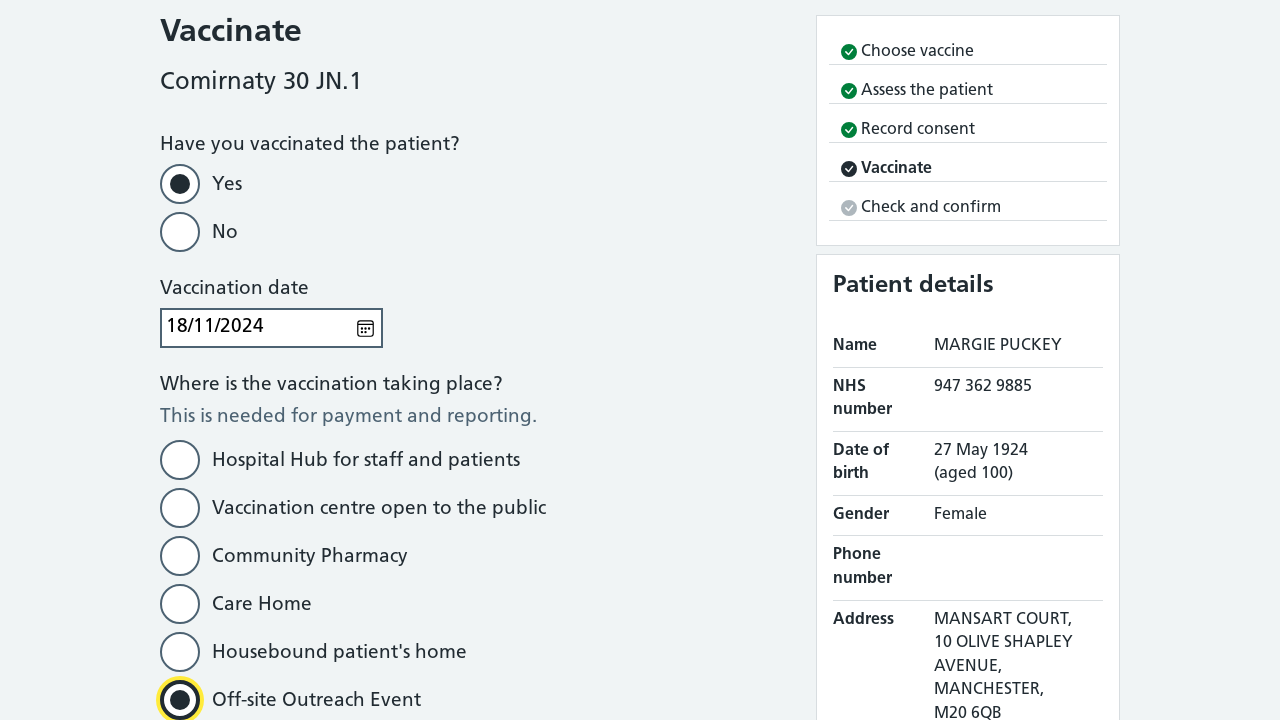 Vaccinate
Comirnaty 30 JN.1
Have you vaccinated the patient?
Yes
No
Vaccination date
18/11/2024
Where is the vaccination taking place?
This is needed for payment and reporting.
Hospital Hub for staff and patients
Vaccination centre open to the public
Community Pharmacy
Care Home
Housebound patient's home
Off-site Outreach Event
Choose vaccine
Assess the patient
Record consent
Vaccinate
Check and confirm
Patient details
Name MARGIE PUCKEY
NHS number 947 362 9885
Date of birth 27 May 1924 (aged 100)
Gender Female
Phone number
Address MANSART COURT,
10 OLIVE SHAPLEY
AVENUE,
MANCHESTER,
M20 6QB